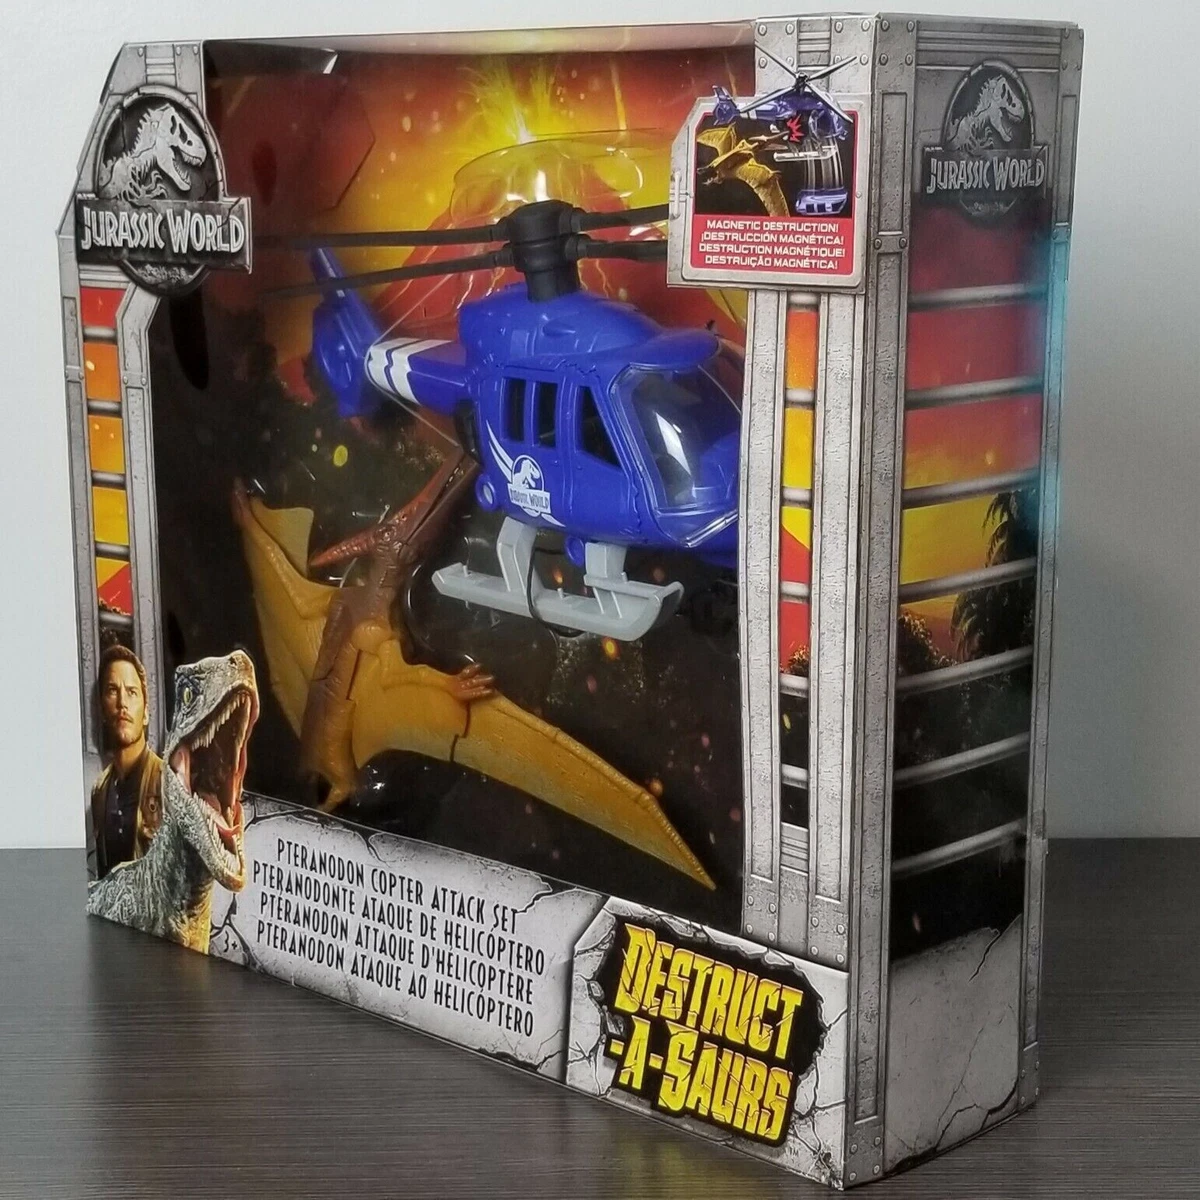 JURASSIC WORLD
MAGNETIC DESTRUCTION!
¡DESTRUCCIÓN MAGNÉTICA!
DESTRUCTION MAGNÉTIQUE!
DESTRUIÇÃO MAGNÉTICA!
JURASSIC WORLD
JURASSIC WORLD
PTERANODON COPTER ATTACK SET
PTERANODONTE ATAQUE DE HELICÓPTERO
PTERANODON ATTAQUE D'HÉLICOPTÈRE
PTERANODON ATAQUE AO HELICÓPTERO
3+
DESTRUCT
-A-SAURS
TM